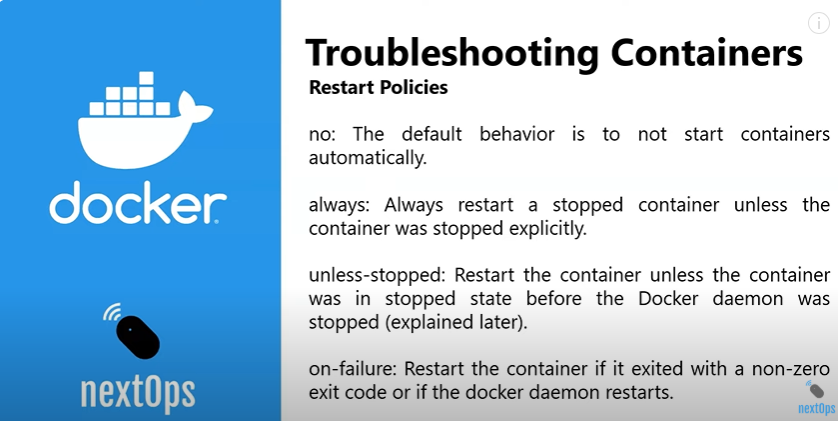 Troubleshooting Containers
Restart Policies
no: The default behavior is to not start containers
automatically.
always: Always restart a stopped container unless the
container was stopped explicitly.
unless-stopped: Restart the container unless the container
was in stopped state before the Docker daemon was
stopped (explained later).
on-failure: Restart the container if it exited with a non-zero
exit code or if the docker daemon restarts.
docker
nextOps
nextOps